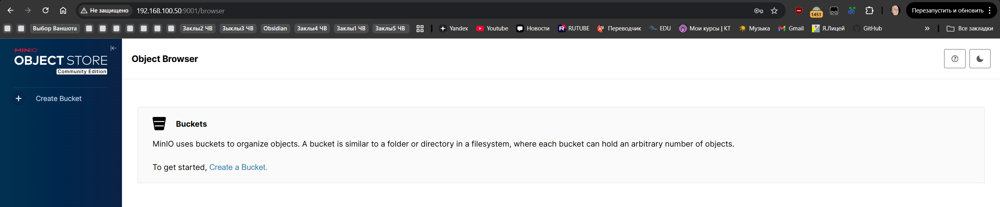 Не защищено 192.168.100.50:9001/browser 1451 Перезапустить и обновить
Выбор Ваншота Заклы2 ЧВ Зыклы3 ЧВ Obsidian Заклы4 ЧВ Заклы1 ЧВ Заклы5 ЧВ Yandex Youtube Новости RUTUBE Переводчик EDU Мои курсы | КТ Музыка Gmail Я.Лицей GitHub Все закладки
MINIO
OBJECT STORE
Community Edition
Create Bucket
Object Browser
Buckets
MinIO uses buckets to organize objects. A bucket is similar to a folder or directory in a filesystem, where each bucket can hold an arbitrary number of objects.
To get started, Create a Bucket.